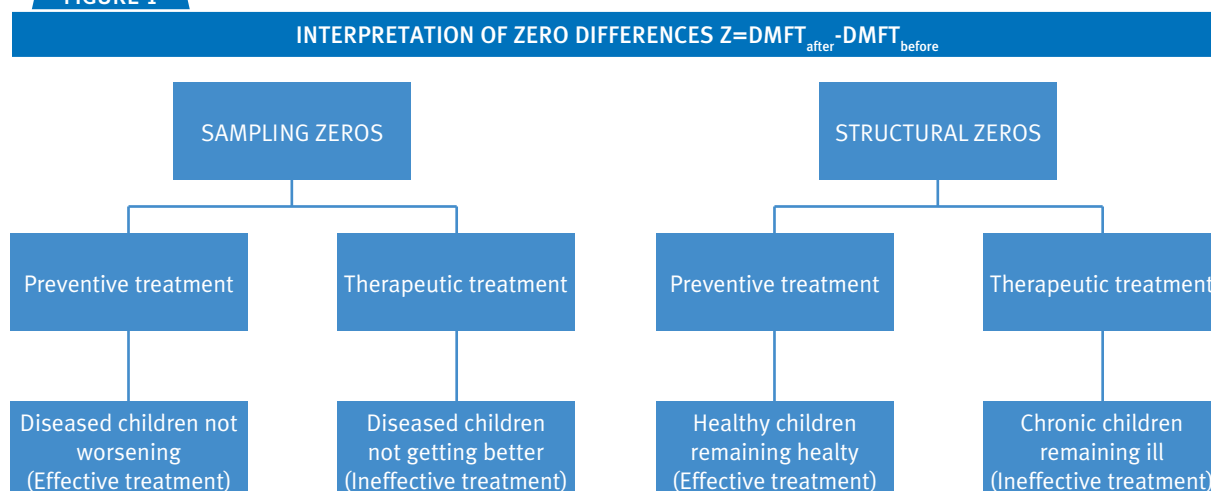 FIGURE 1
INTERPRETATION OF ZERO DIFFERENCES Z=DMFTafter-DMFTbefore
SAMPLING ZEROS
STRUCTURAL ZEROS
Preventive treatment
Therapeutic treatment
Preventive treatment
Therapeutic treatment
Diseased children not
worsening
(Effective treatment)
Diseased children
not getting better
(Ineffective treatment)
Healthy children
remaining healty
(Effective treatment)
Chronic children
remaining ill
(Ineffective treatment)